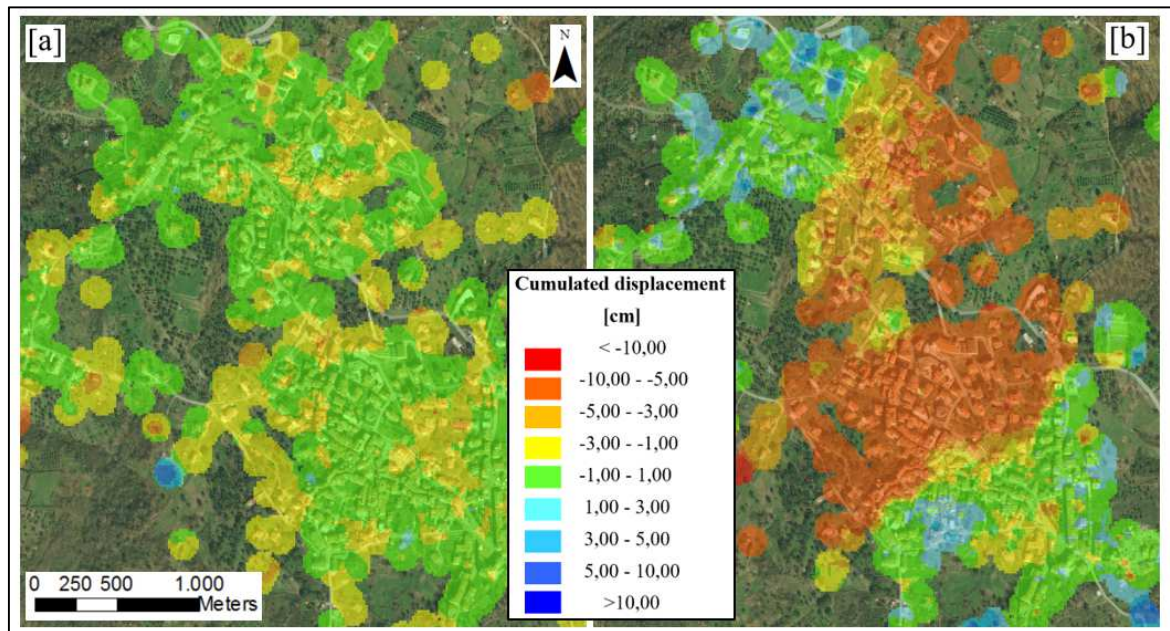 [a]
N
[b]
Cumulated displacement
[cm]
< -10,00
-10,00 - -5,00
-5,00 - -3,00
-3,00 - -1,00
-1,00 - 1,00
1,00 - 3,00
3,00 - 5,00
5,00 - 10,00
>10,00
0 250 500 1.000
Meters